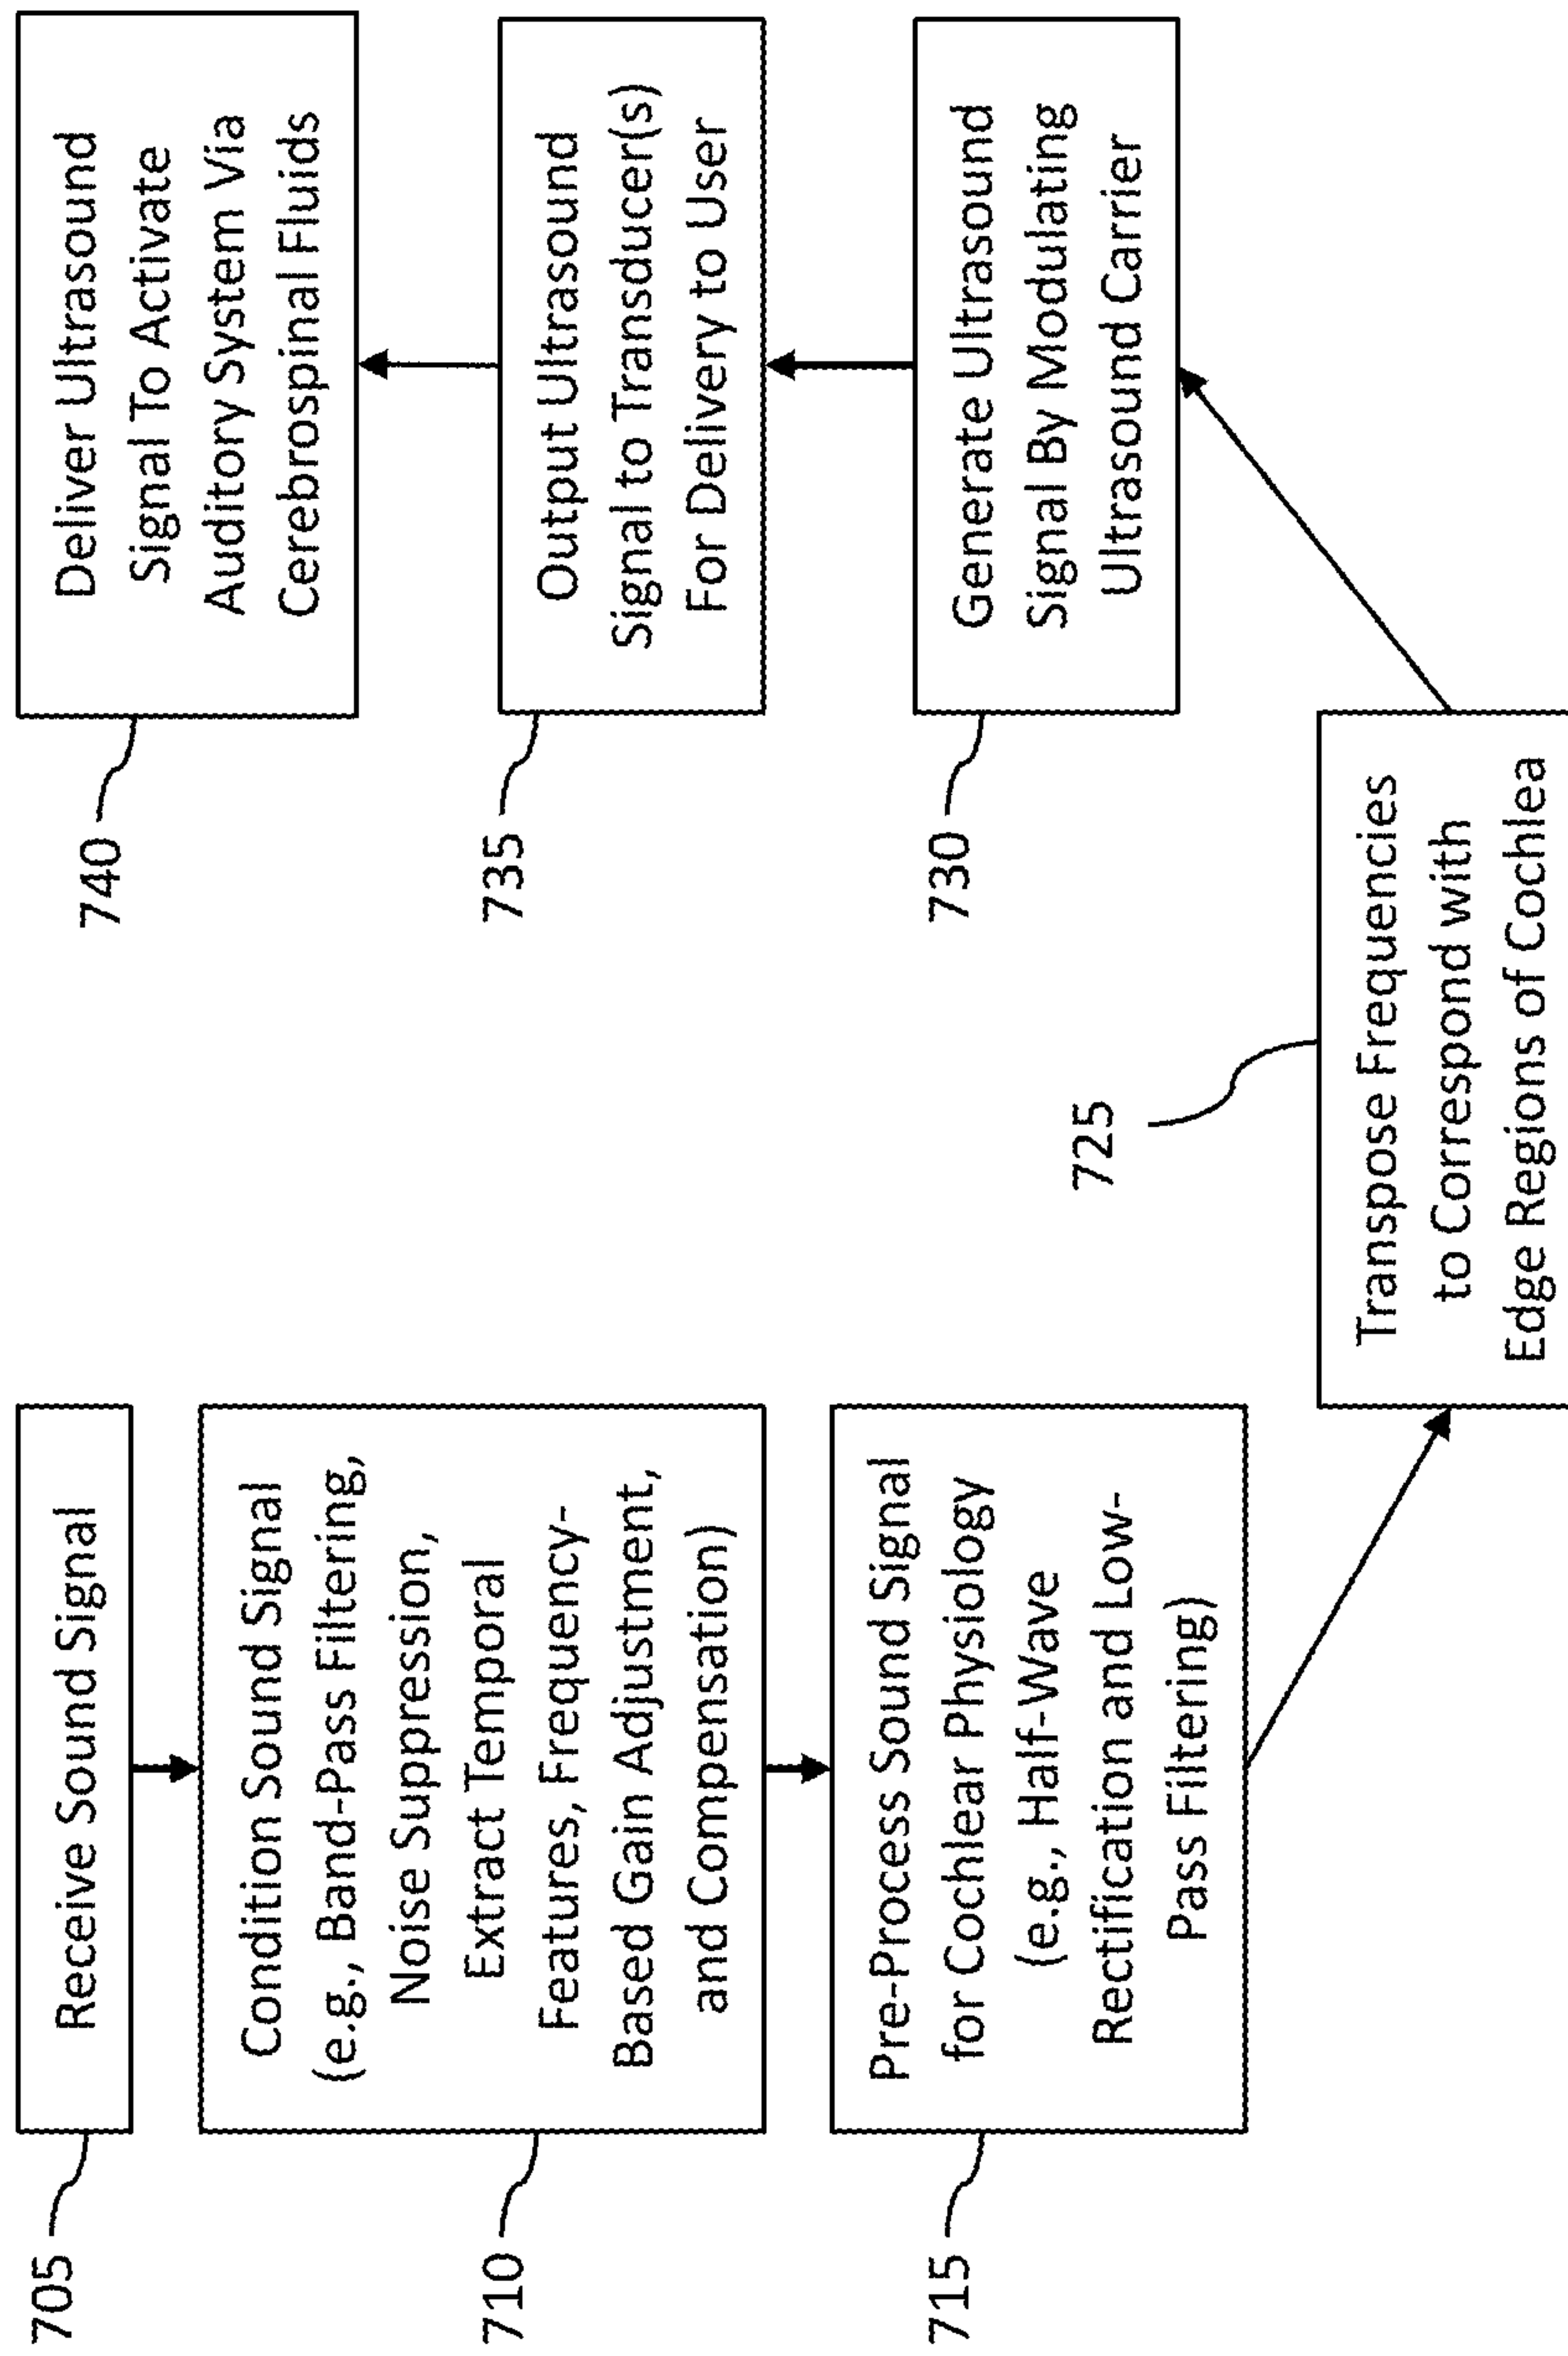 705
Receive Sound Signal
710
Condition Sound Signal
(e.g., Band-Pass Filtering,
Noise Suppression,
Extract Temporal
Features, Frequency-
Based Gain Adjustment,
and Compensation)
715
Pre-Process Sound Signal
for Cochlear Physiology
(e.g., Half-Wave
Rectification and Low-
Pass Filtering)
725
Transpose Frequencies
to Correspond with
Edge Regions of Cochlea
730
Generate Ultrasound
Signal By Modulating
Ultrasound Carrier
735
Output Ultrasound
Signal to Transducer(s)
For Delivery to User
740
Deliver Ultrasound
Signal To Activate
Auditory System Via
Cerebrospinal Fluids